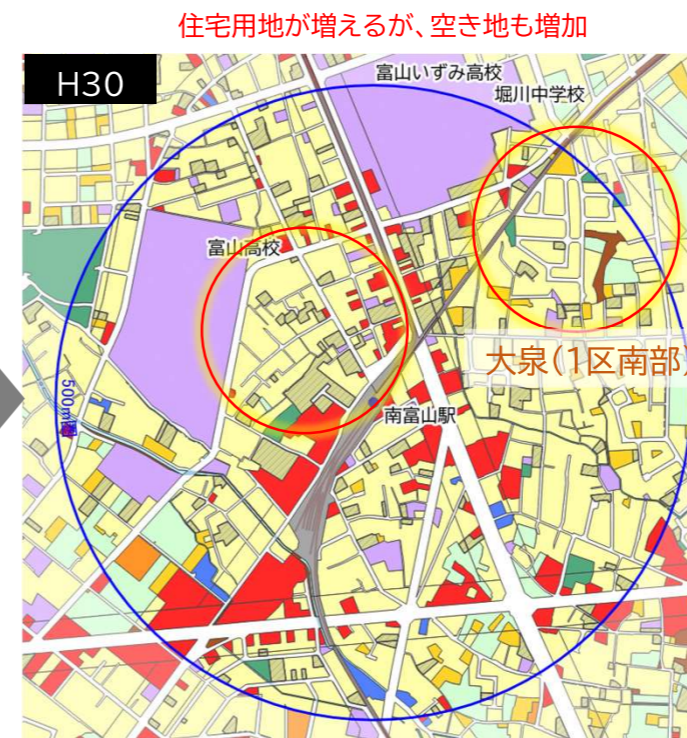 住宅用地が増えるが、空き地も増加
H30
富山いずみ高校
堀川中学校
富山高校
大泉(1区南部)
南富山駅
500m圏